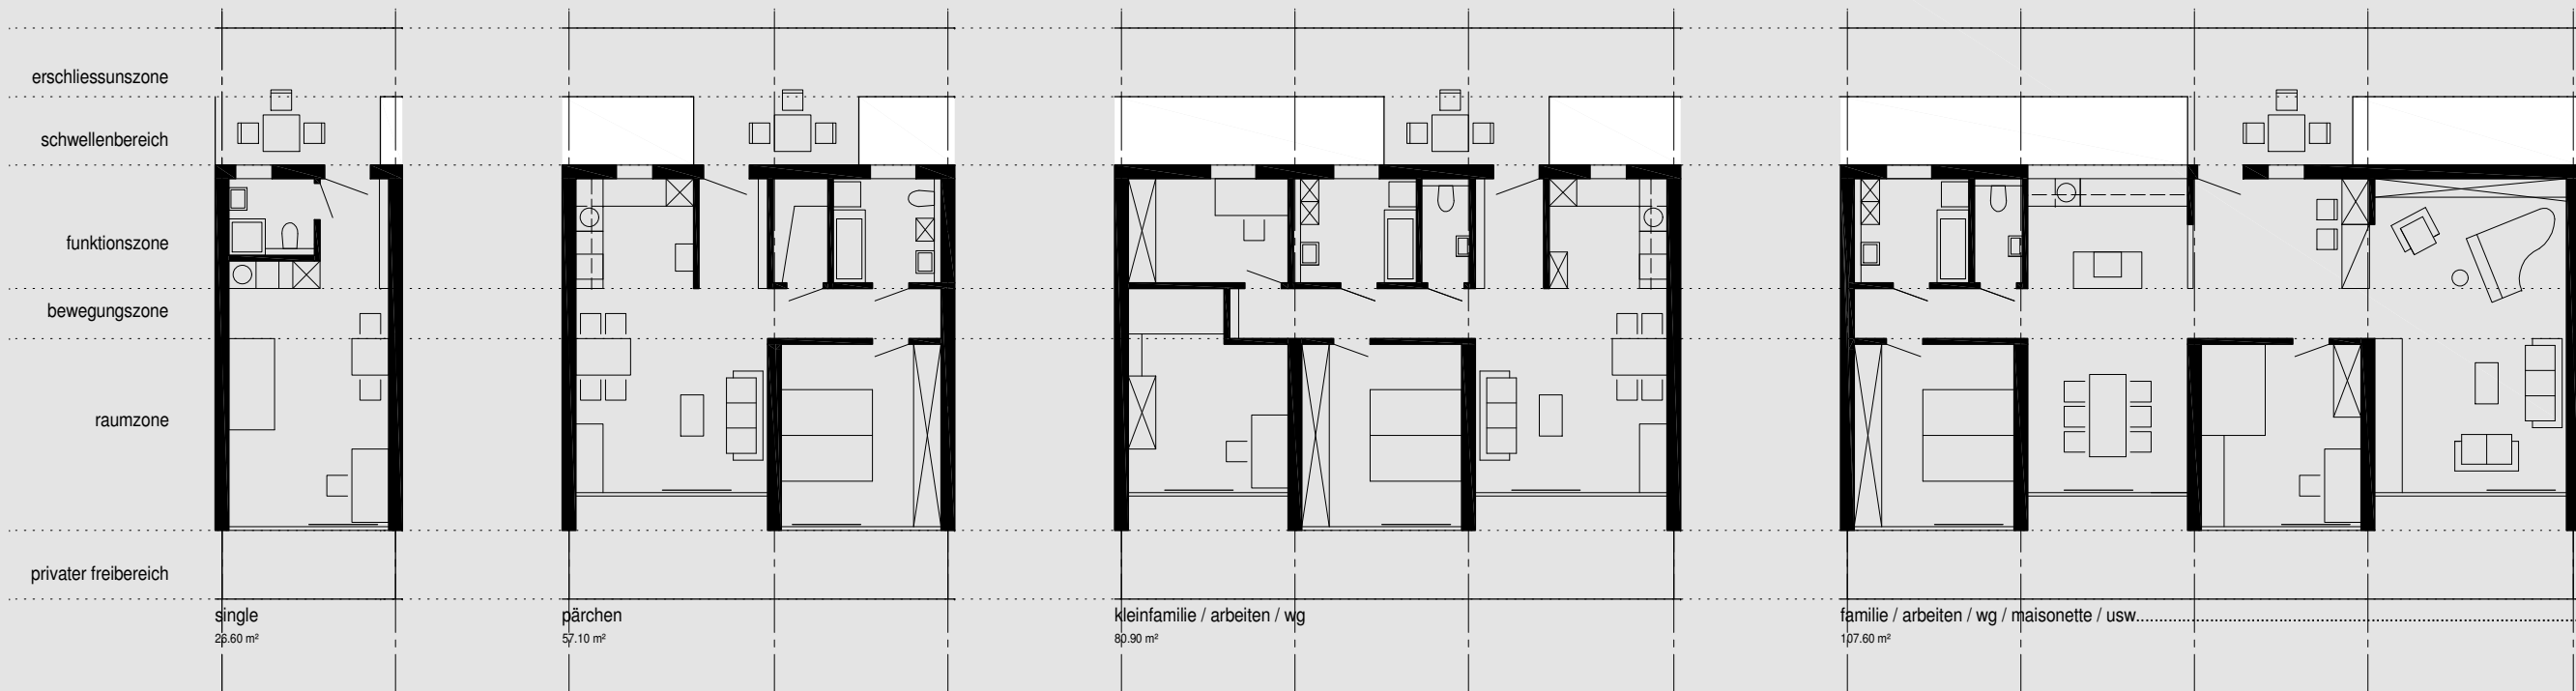 erschliessunszone
schwellenbereich
funktionszone
bewegungszone
raumzone
privater freibereich
single
26.60 m²
pärchen
57.10 m²
kleinfamilie / arbeiten / wg
80.90 m²
familie / arbeiten / wg / maisonette / usw...............................................................................................................
107.60 m²